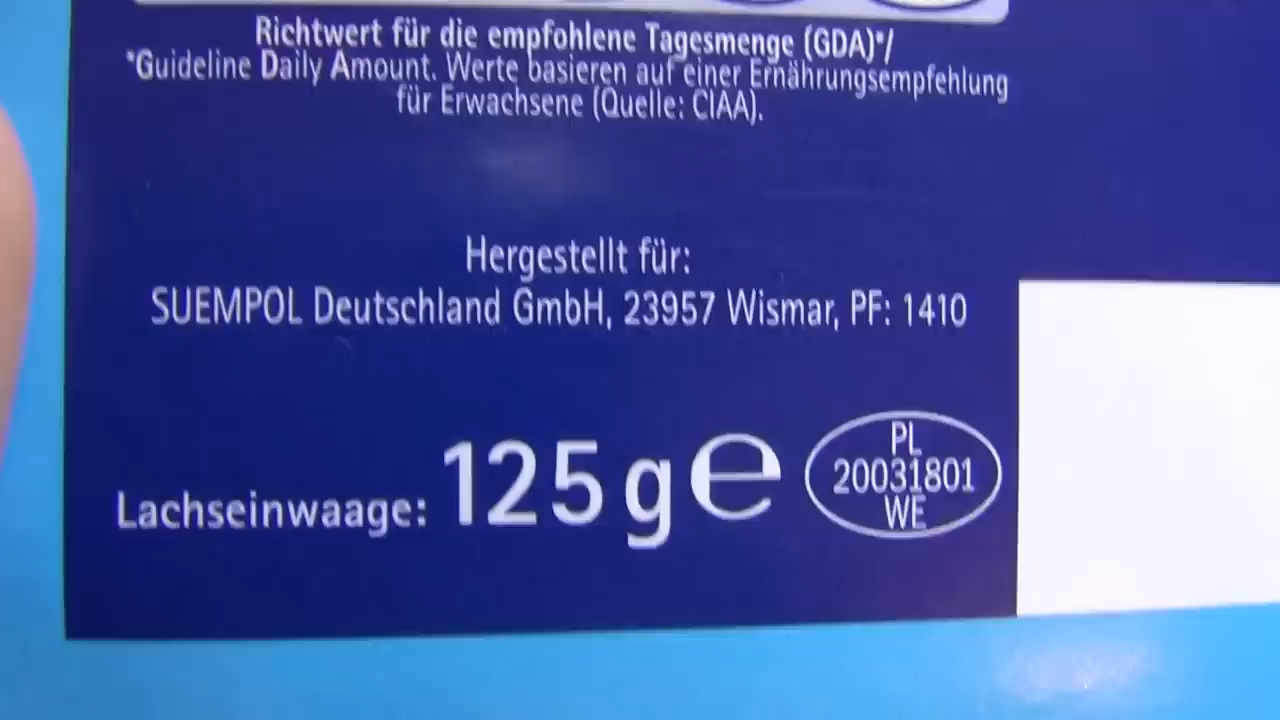 Richtwert für die empfohlene Tagesmenge (GDA)*/
*Guideline Daily Amount. Werte basieren auf einer Ernährungsempfehlung
für Erwachsene (Quelle: CIAA).
Hergestellt für:
SUEMPOL Deutschland GmbH, 23957 Wismar, PF: 1410
Lachseinwaage: 125 g e
PL
20031801
WE